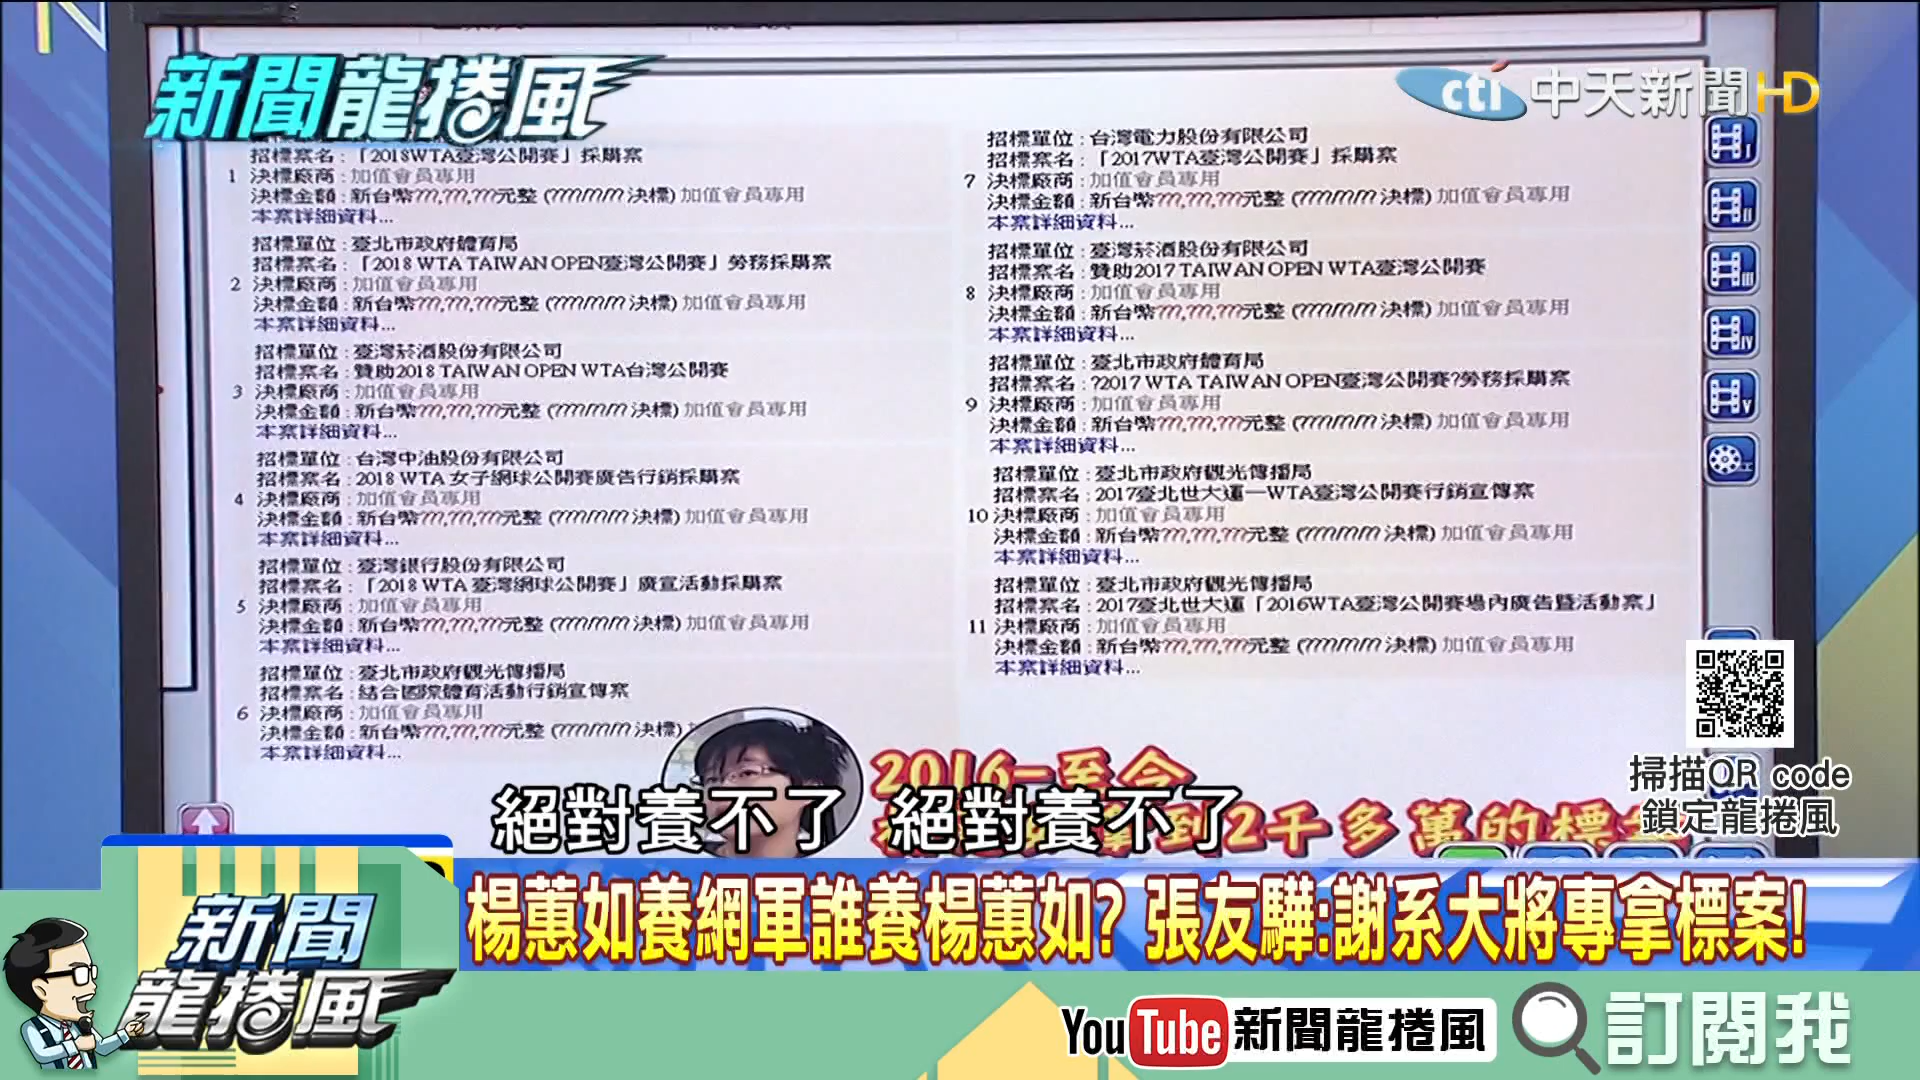 新聞龍捲風
cti 中天新聞HD
招標案名 : 「2018WTA臺灣公開賽」採購案
1 決標廠商 : 加值會員專用
決標金額 : 新台幣???,???,???元整 (????/??/?? 決標) 加值會員專用
本案詳細資料...
招標單位 : 臺北市政府體育局
招標案名 : 「2018 WTA TAIWAN OPEN臺灣公開賽」勞務採購案
2 決標廠商 : 加值會員專用
決標金額 : 新台幣???,???,???元整 (????/??/?? 決標) 加值會員專用
本案詳細資料...
招標單位 : 臺灣菸酒股份有限公司
招標案名 : 贊助2018 TAIWAN OPEN WTA台灣公開賽
3 決標廠商 : 加值會員專用
決標金額 : 新台幣???,???,???元整 (????/??/?? 決標) 加值會員專用
本案詳細資料...
招標單位 : 台灣中油股份有限公司
招標案名 : 2018 WTA 女子網球公開賽廣告行銷採購案
4 決標廠商 : 加值會員專用
決標金額 : 新台幣???,???,???元整 (????/??/?? 決標) 加值會員專用
本案詳細資料...
招標單位 : 臺灣銀行股份有限公司
招標案名 : 「2018 WTA 臺灣網球公開賽」廣宣活動採購案
5 決標廠商 : 加值會員專用
決標金額 : 新台幣???,???,???元整 (????/??/?? 決標) 加值會員專用
本案詳細資料...
招標單位 : 臺北市政府觀光傳播局
招標案名 : 結合國際體育活動行銷宣傳案
6 決標廠商 : 加值會員專用
決標金額 : 新台幣???,???,???元整 (????/??/?? 決標)
本案詳細資料...
招標單位 : 台灣電力股份有限公司
招標案名 : 「2017WTA臺灣公開賽」採購案
7 決標廠商 : 加值會員專用
決標金額 : 新台幣???,???,???元整 (????/??/?? 決標) 加值會員專用
本案詳細資料...
招標單位 : 臺灣菸酒股份有限公司
招標案名 : 贊助2017 TAIWAN OPEN WTA臺灣公開賽
8 決標廠商 : 加值會員專用
決標金額 : 新台幣???,???,???元整 (????/??/?? 決標) 加值會員專用
本案詳細資料...
招標單位 : 臺北市政府體育局
招標案名 : ?2017 WTA TAIWAN OPEN臺灣公開賽?勞務採購案
9 決標廠商 : 加值會員專用
決標金額 : 新台幣???,???,???元整 (????/??/?? 決標) 加值會員專用
本案詳細資料...
招標單位 : 臺北市政府觀光傳播局
招標案名 : 2017臺北世大運—WTA臺灣公開賽行銷宣傳案
10 決標廠商 : 加值會員專用
決標金額 : 新台幣???,???,???元整 (????/??/?? 決標) 加值會員專用
本案詳細資料...
招標單位 : 臺北市政府觀光傳播局
招標案名 : 2017臺北世大運「2016WTA臺灣公開賽場內廣告暨活動案」
11 決標廠商 : 加值會員專用
決標金額 : 新台幣???,???,???元整 (????/??/?? 決標) 加值會員專用
本案詳細資料...
I
II
III
IV
V
2016-至今
到2千多萬的標
掃描QR code
鎖定龍捲風
絕對養不了 絕對養不了
楊蕙如養網軍誰養楊蕙如? 張友驊:謝系大將專拿標案!
新聞
龍捲風
YouTube 新聞龍捲風 訂閱我